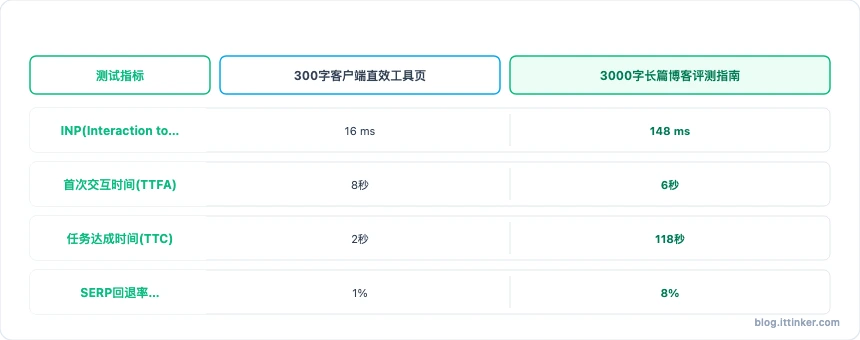 测试指标 300字客户端直效工具页 3000字长篇博客评测指南
INP(Interaction to... 16 ms 148 ms
首次交互时间(TTFA) 8秒 6秒
任务达成时间(TTC) 2秒 118秒
SERP回退率... 1% 8%
blog.ittinker.com